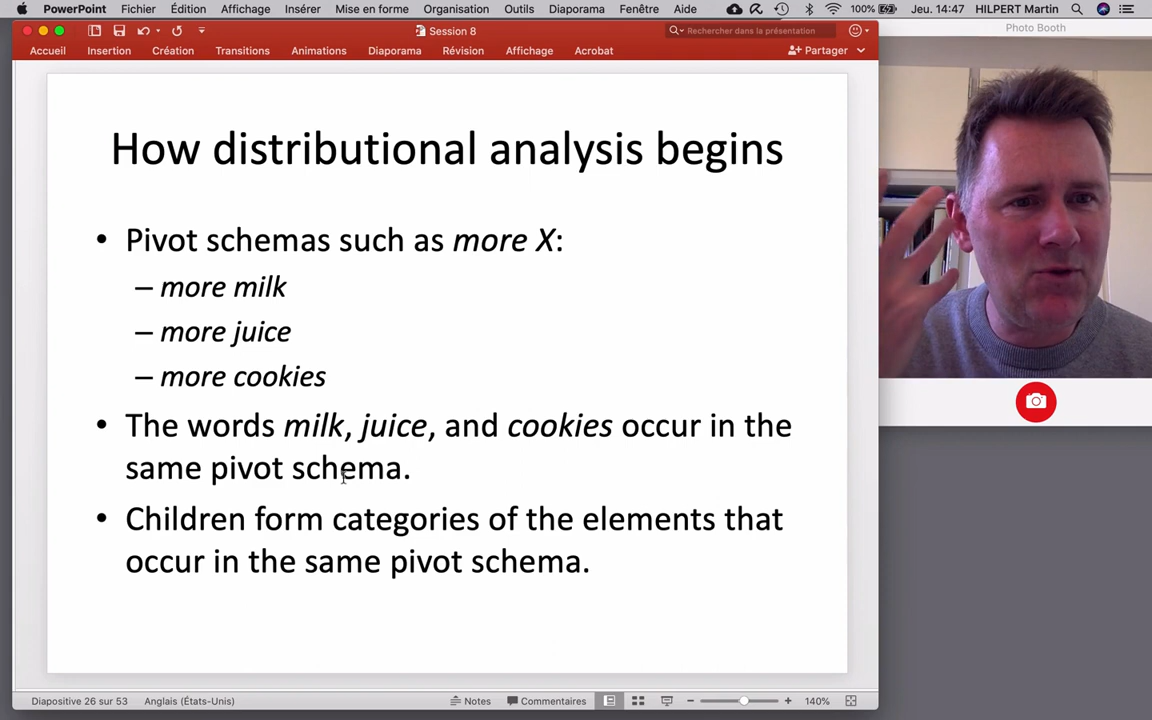 PowerPoint Fichier Édition Affichage Insérer Mise en forme Organisation Outils Diaporama Fenêtre Aide 100% Jeu. 14:47 HILPERT Martin
Photo Booth
Session 8
Rechercher dans la présentation
Accueil Insertion Création Transitions Animations Diaporama Révision Affichage Acrobat Partager
How distributional analysis begins
• Pivot schemas such as more X:
– more milk
– more juice
– more cookies
• The words milk, juice, and cookies occur in the
same pivot schema.
• Children form categories of the elements that
occur in the same pivot schema.
Diapositive 26 sur 53 Anglais (États-Unis) Notes Commentaires 140%